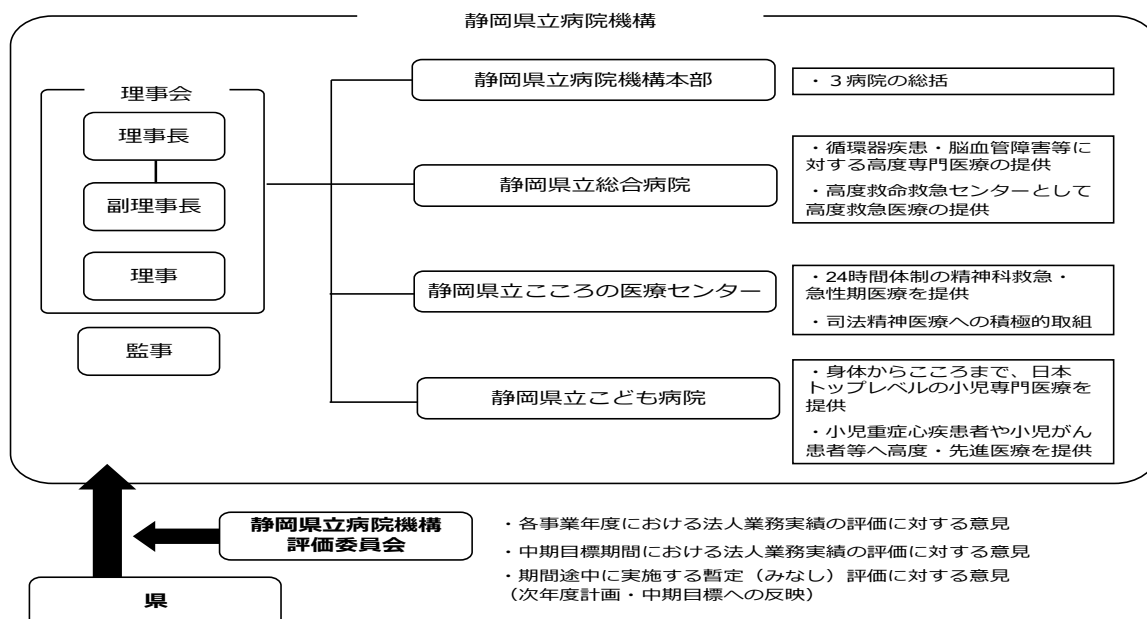 静岡県立病院機構
理事会
理事長
副理事長
理事
監事
静岡県立病院機構本部
・３病院の総括
静岡県立総合病院
・循環器疾患・脳血管障害等に
対する高度専門医療の提供
・高度救命救急センターとして
高度救急医療の提供
静岡県立こころの医療センター
・24時間体制の精神科救急・
急性期医療を提供
・司法精神医療への積極的取組
静岡県立こども病院
・身体からこころまで、日本
トップレベルの小児専門医療を
提供
・小児重症心疾患者や小児がん
患者等へ高度・先進医療を提供
静岡県立病院機構
評価委員会
・各事業年度における法人業務実績の評価に対する意見
・中期目標期間における法人業務実績の評価に対する意見
・期間途中に実施する暫定（みなし）評価に対する意見
（次年度計画・中期目標への反映）
県